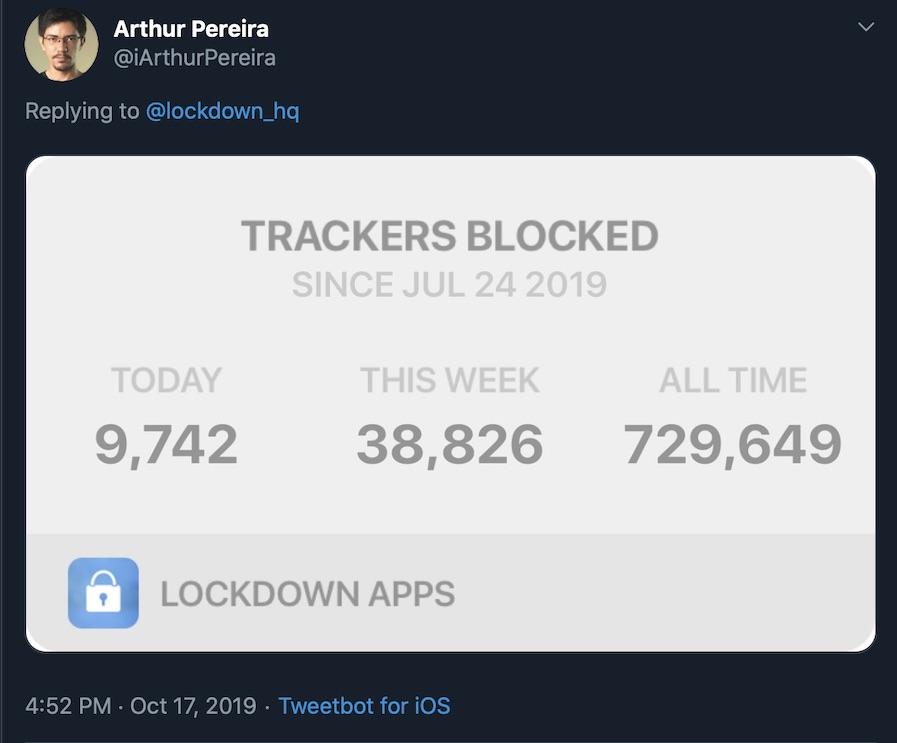 Arthur Pereira
@iArthurPereira
Replying to @lockdown_hq
TRACKERS BLOCKED
SINCE JUL 24 2019
TODAY THIS WEEK ALL TIME
9,742 38,826 729,649
LOCKDOWN APPS
4:52 PM · Oct 17, 2019 · Tweetbot for iOS